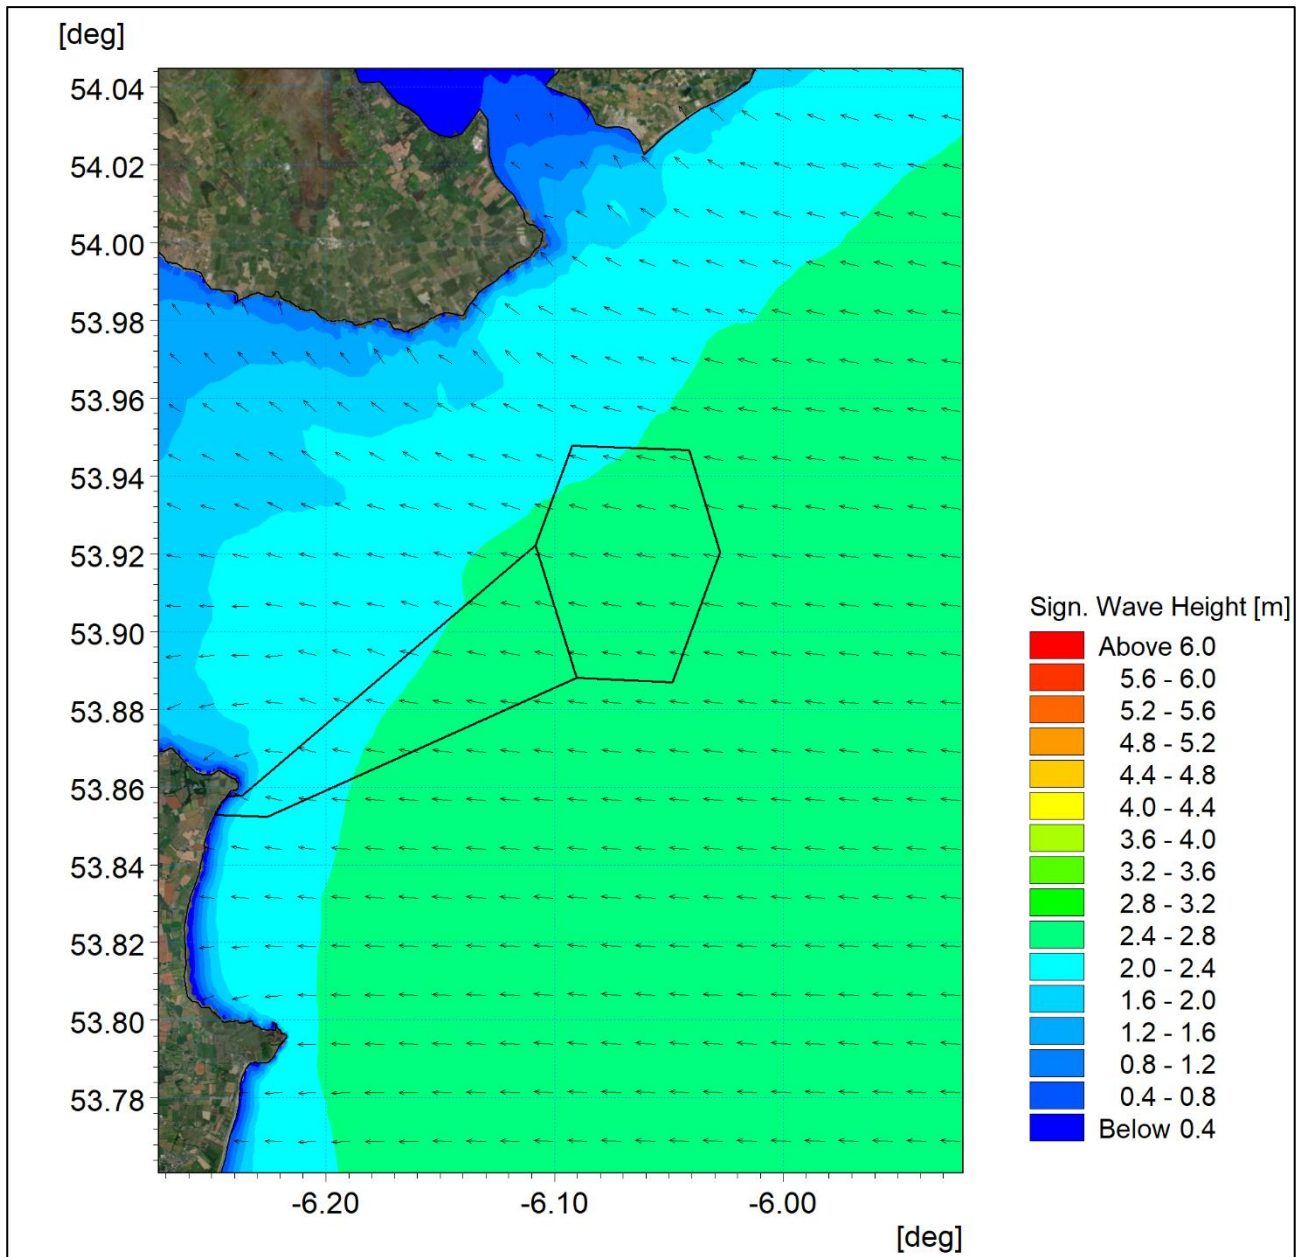 [deg]
54.04
54.02
54.00
53.98
53.96
53.94
53.92
53.90
53.88
53.86
53.84
53.82
53.80
53.78
-6.20 -6.10 -6.00
[deg]
Sign. Wave Height [m]
Above 6.0
5.6 - 6.0
5.2 - 5.6
4.8 - 5.2
4.4 - 4.8
4.0 - 4.4
3.6 - 4.0
3.2 - 3.6
2.8 - 3.2
2.4 - 2.8
2.0 - 2.4
1.6 - 2.0
1.2 - 1.6
0.8 - 1.2
0.4 - 0.8
Below 0.4